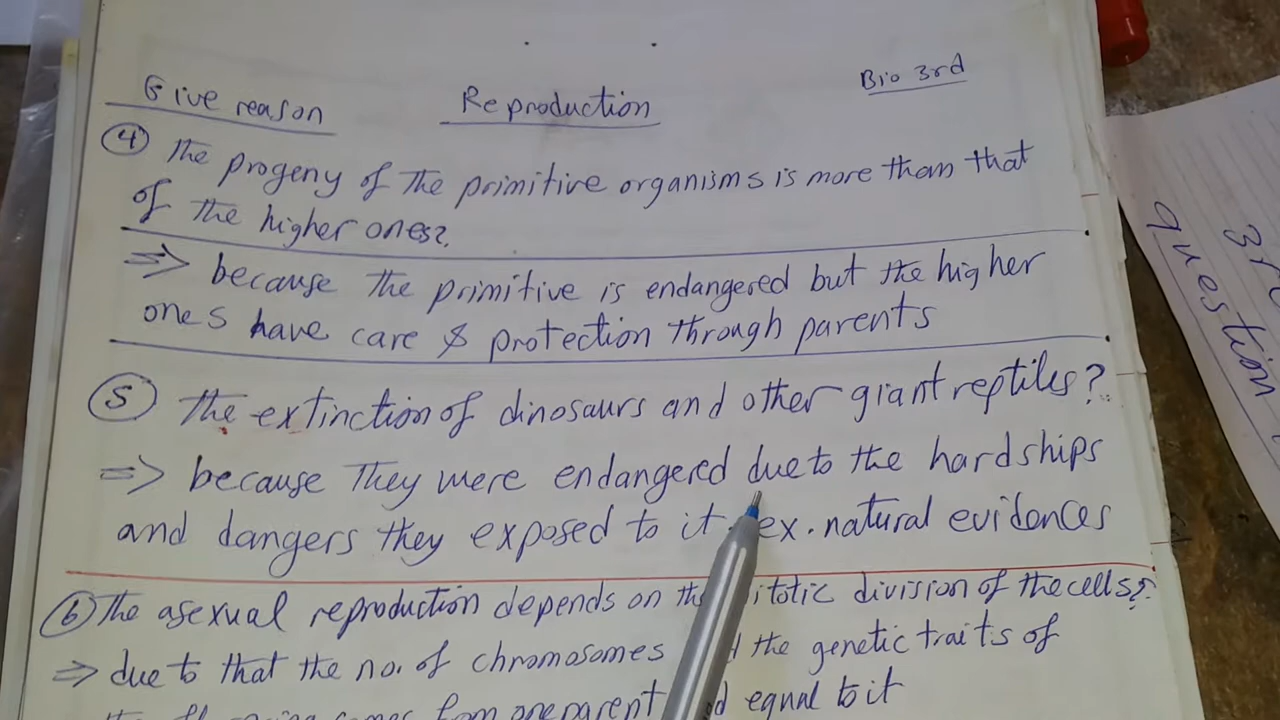 Give reason Reproduction Bio 3rd
4 The progeny of the primitive organisms is more than that
of the higher ones?
=> because the primitive is endangered but the higher
ones have care & protection through parents
5 The extinction of dinosaurs and other giant reptiles?
=> because They were endangered due to the hardships
and dangers they exposed to it ex. natural evidences
6 The asexual reproduction depends on the division of the cells?
=> due to that the no. of chromosomes the genetic traits of
comes from one parent equal to it
3r
question